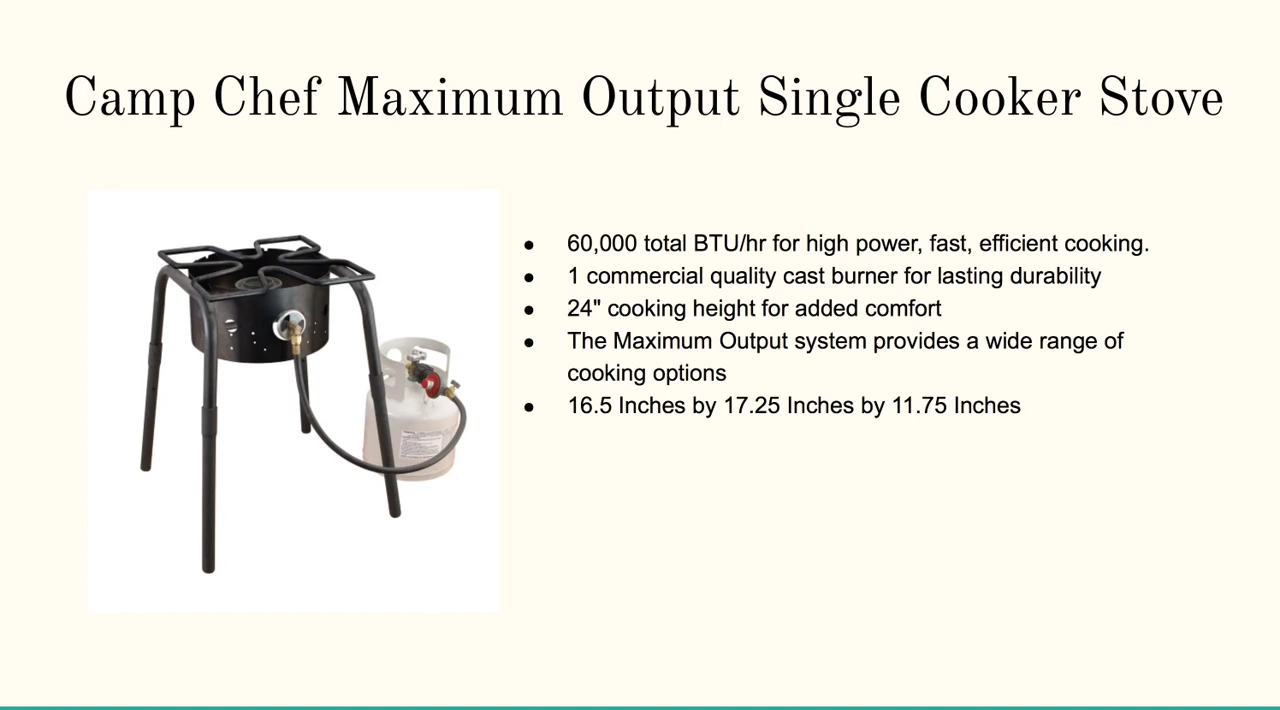 Camp Chef Maximum Output Single Cooker Stove
● 60,000 total BTU/hr for high power, fast, efficient cooking.
● 1 commercial quality cast burner for lasting durability
● 24" cooking height for added comfort
● The Maximum Output system provides a wide range of
cooking options
● 16.5 Inches by 17.25 Inches by 11.75 Inches